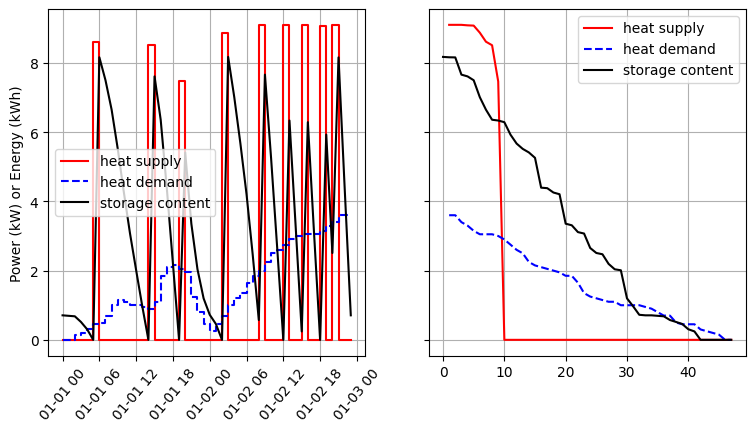 Power (kW) or Energy (kWh)
8
6
4
2
0
heat supply
heat demand
storage content
01-01 00
01-01 06
01-01 12
01-01 18
01-02 00
01-02 06
01-02 12
01-02 18
01-03 00
heat supply
heat demand
storage content
0 10 20 30 40